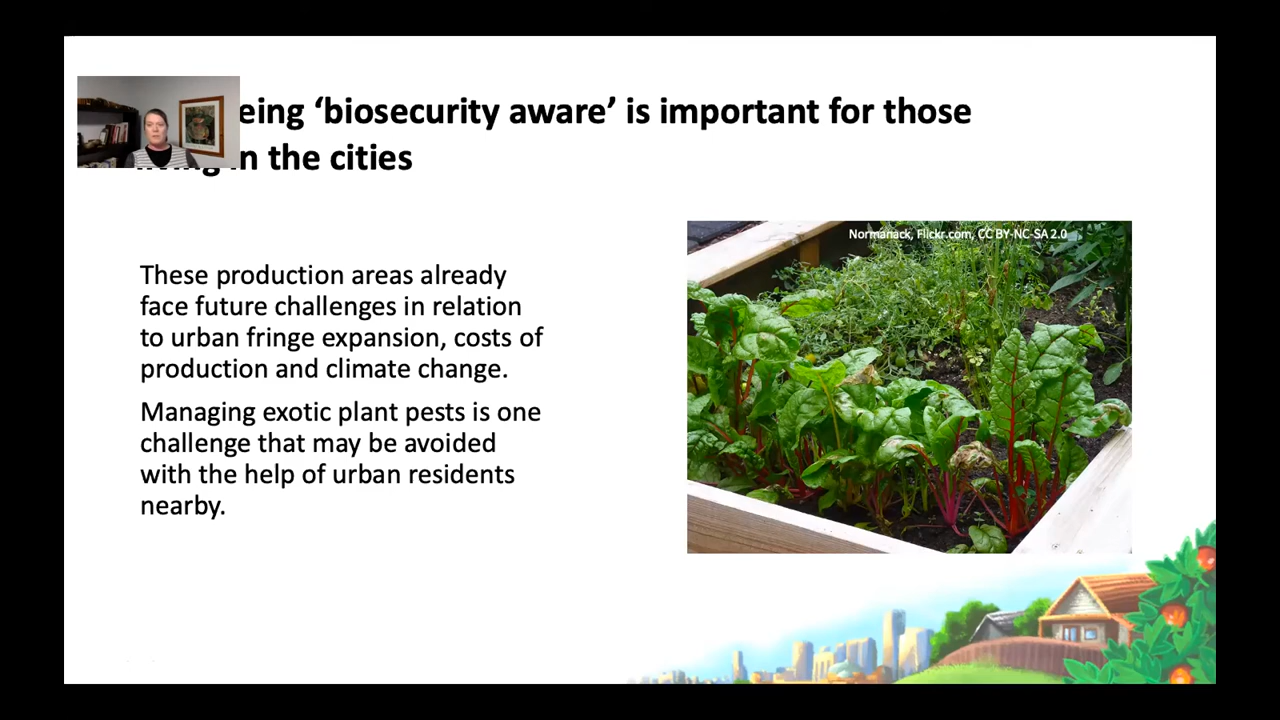 eing ‘biosecurity aware’ is important for those
in the cities
Normanack, Flickr.com, CC BY-NC-SA 2.0
These production areas already
face future challenges in relation
to urban fringe expansion, costs of
production and climate change.
Managing exotic plant pests is one
challenge that may be avoided
with the help of urban residents
nearby.